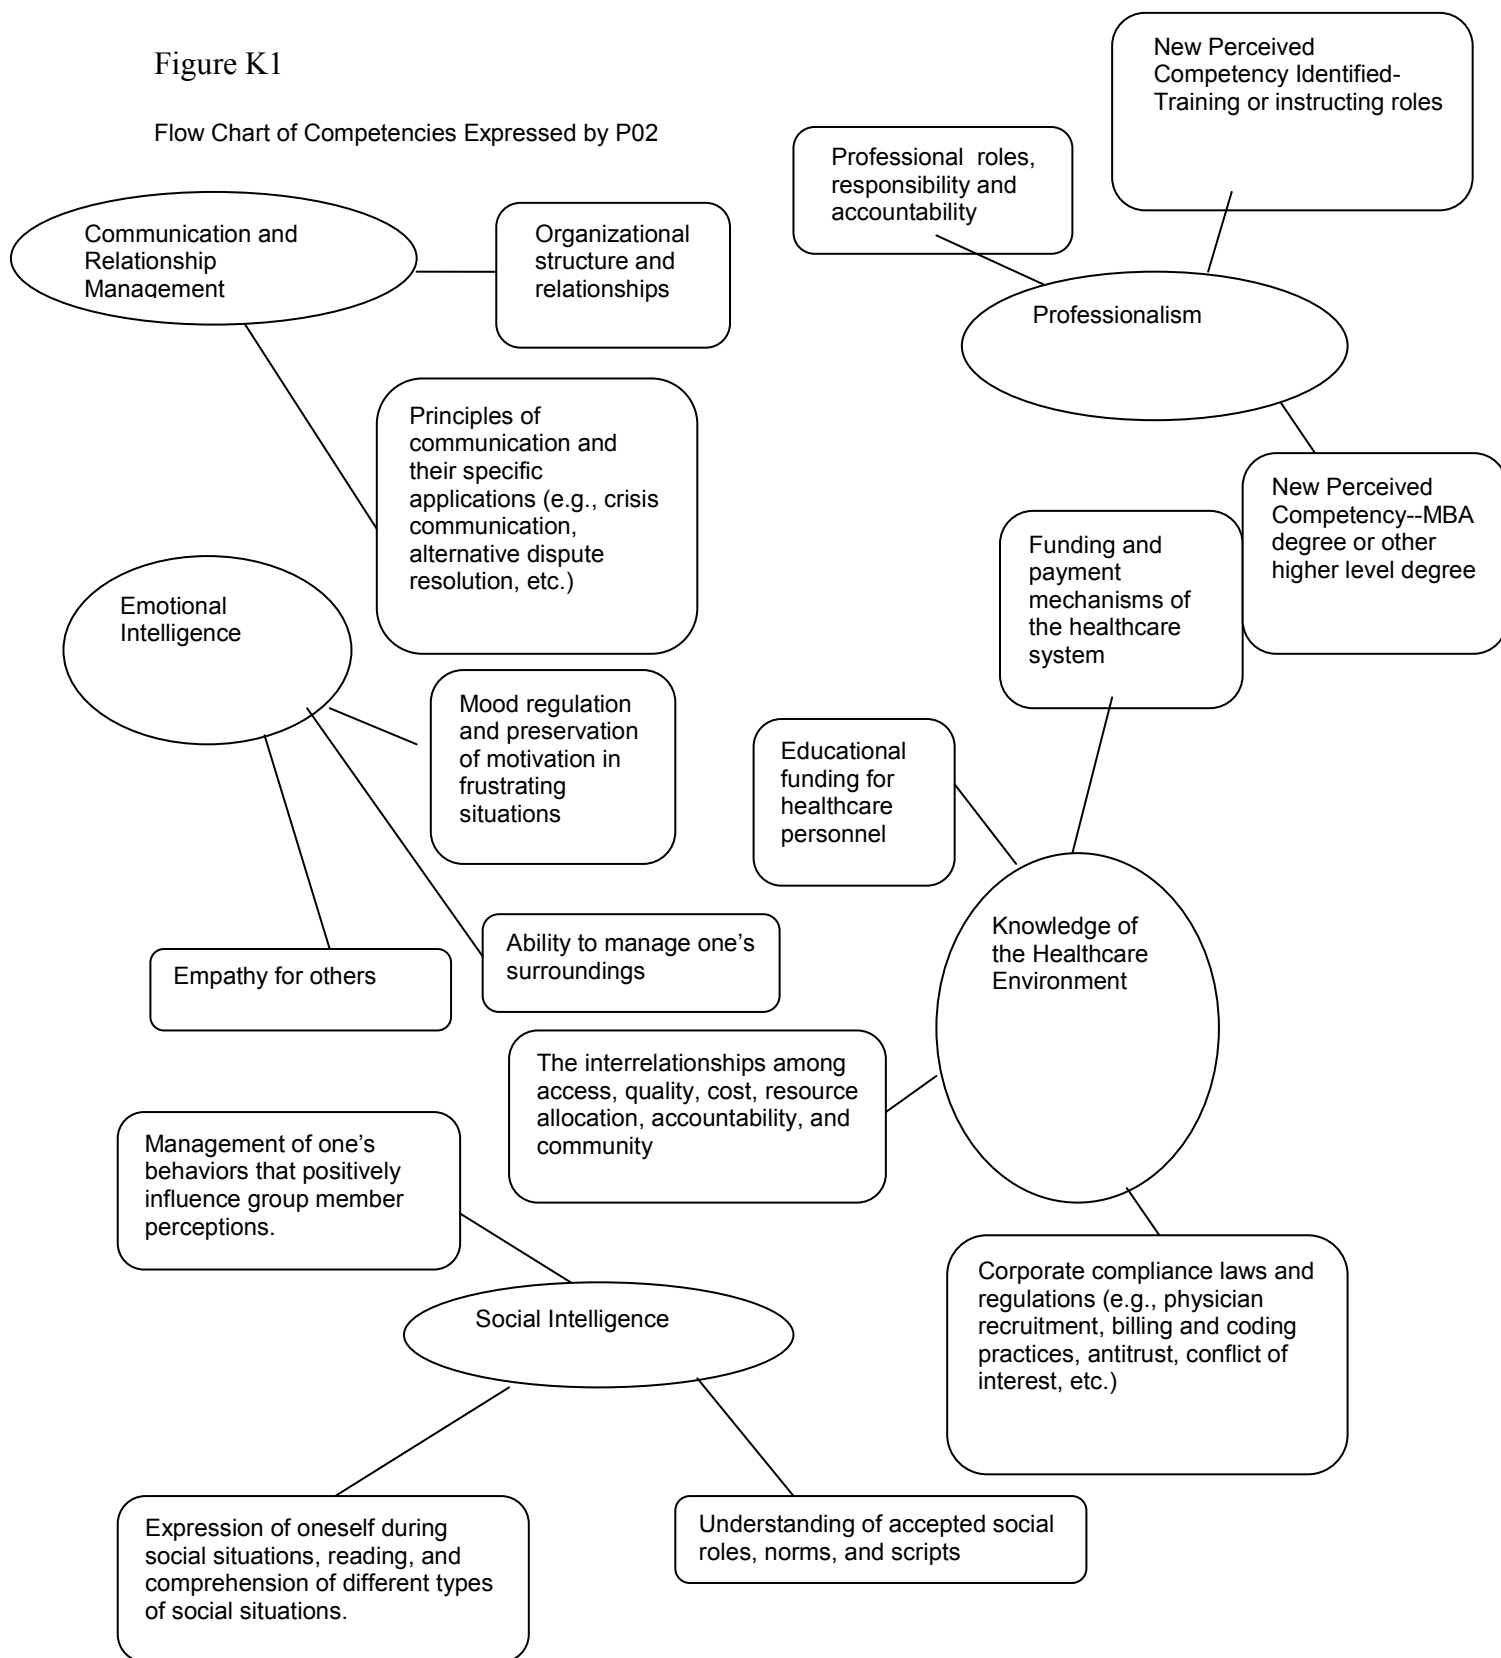 Figure K1
Flow Chart of Competencies Expressed by P02
New Perceived
Competency Identified-
Training or instructing roles
Professional roles,
responsibility and
accountability
Communication and
Relationship
Management
Organizational
structure and
relationships
Professionalism
Principles of
communication and
their specific
applications (e.g., crisis
communication,
alternative dispute
resolution, etc.)
New Perceived
Competency--MBA
degree or other
higher level degree
Funding and
payment
mechanisms of
the healthcare
system
Emotional
Intelligence
Mood regulation
and preservation
of motivation in
frustrating
situations
Educational
funding for
healthcare
personnel
Knowledge of
the Healthcare
Environment
Ability to manage one’s
surroundings
Empathy for others
The interrelationships among
access, quality, cost, resource
allocation, accountability, and
community
Management of one’s
behaviors that positively
influence group member
perceptions.
Corporate compliance laws and
regulations (e.g., physician
recruitment, billing and coding
practices, antitrust, conflict of
interest, etc.)
Social Intelligence
Expression of oneself during
social situations, reading, and
comprehension of different types
of social situations.
Understanding of accepted social
roles, norms, and scripts